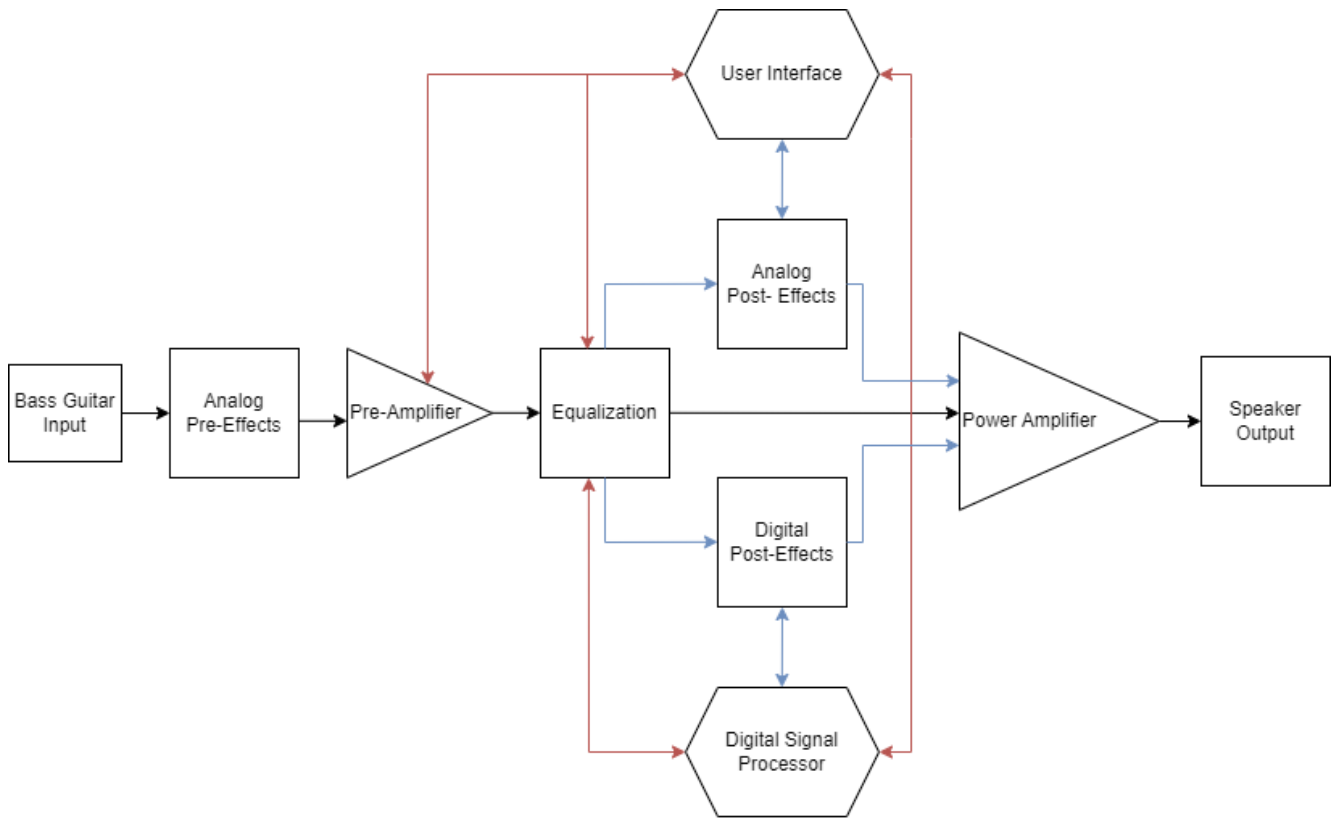 User Interface
Analog
Post- Effects
Bass Guitar
Input
Analog
Pre-Effects
Pre-Amplifier
Equalization
Power Amplifier
Speaker
Output
Digital
Post-Effects
Digital Signal
Processor